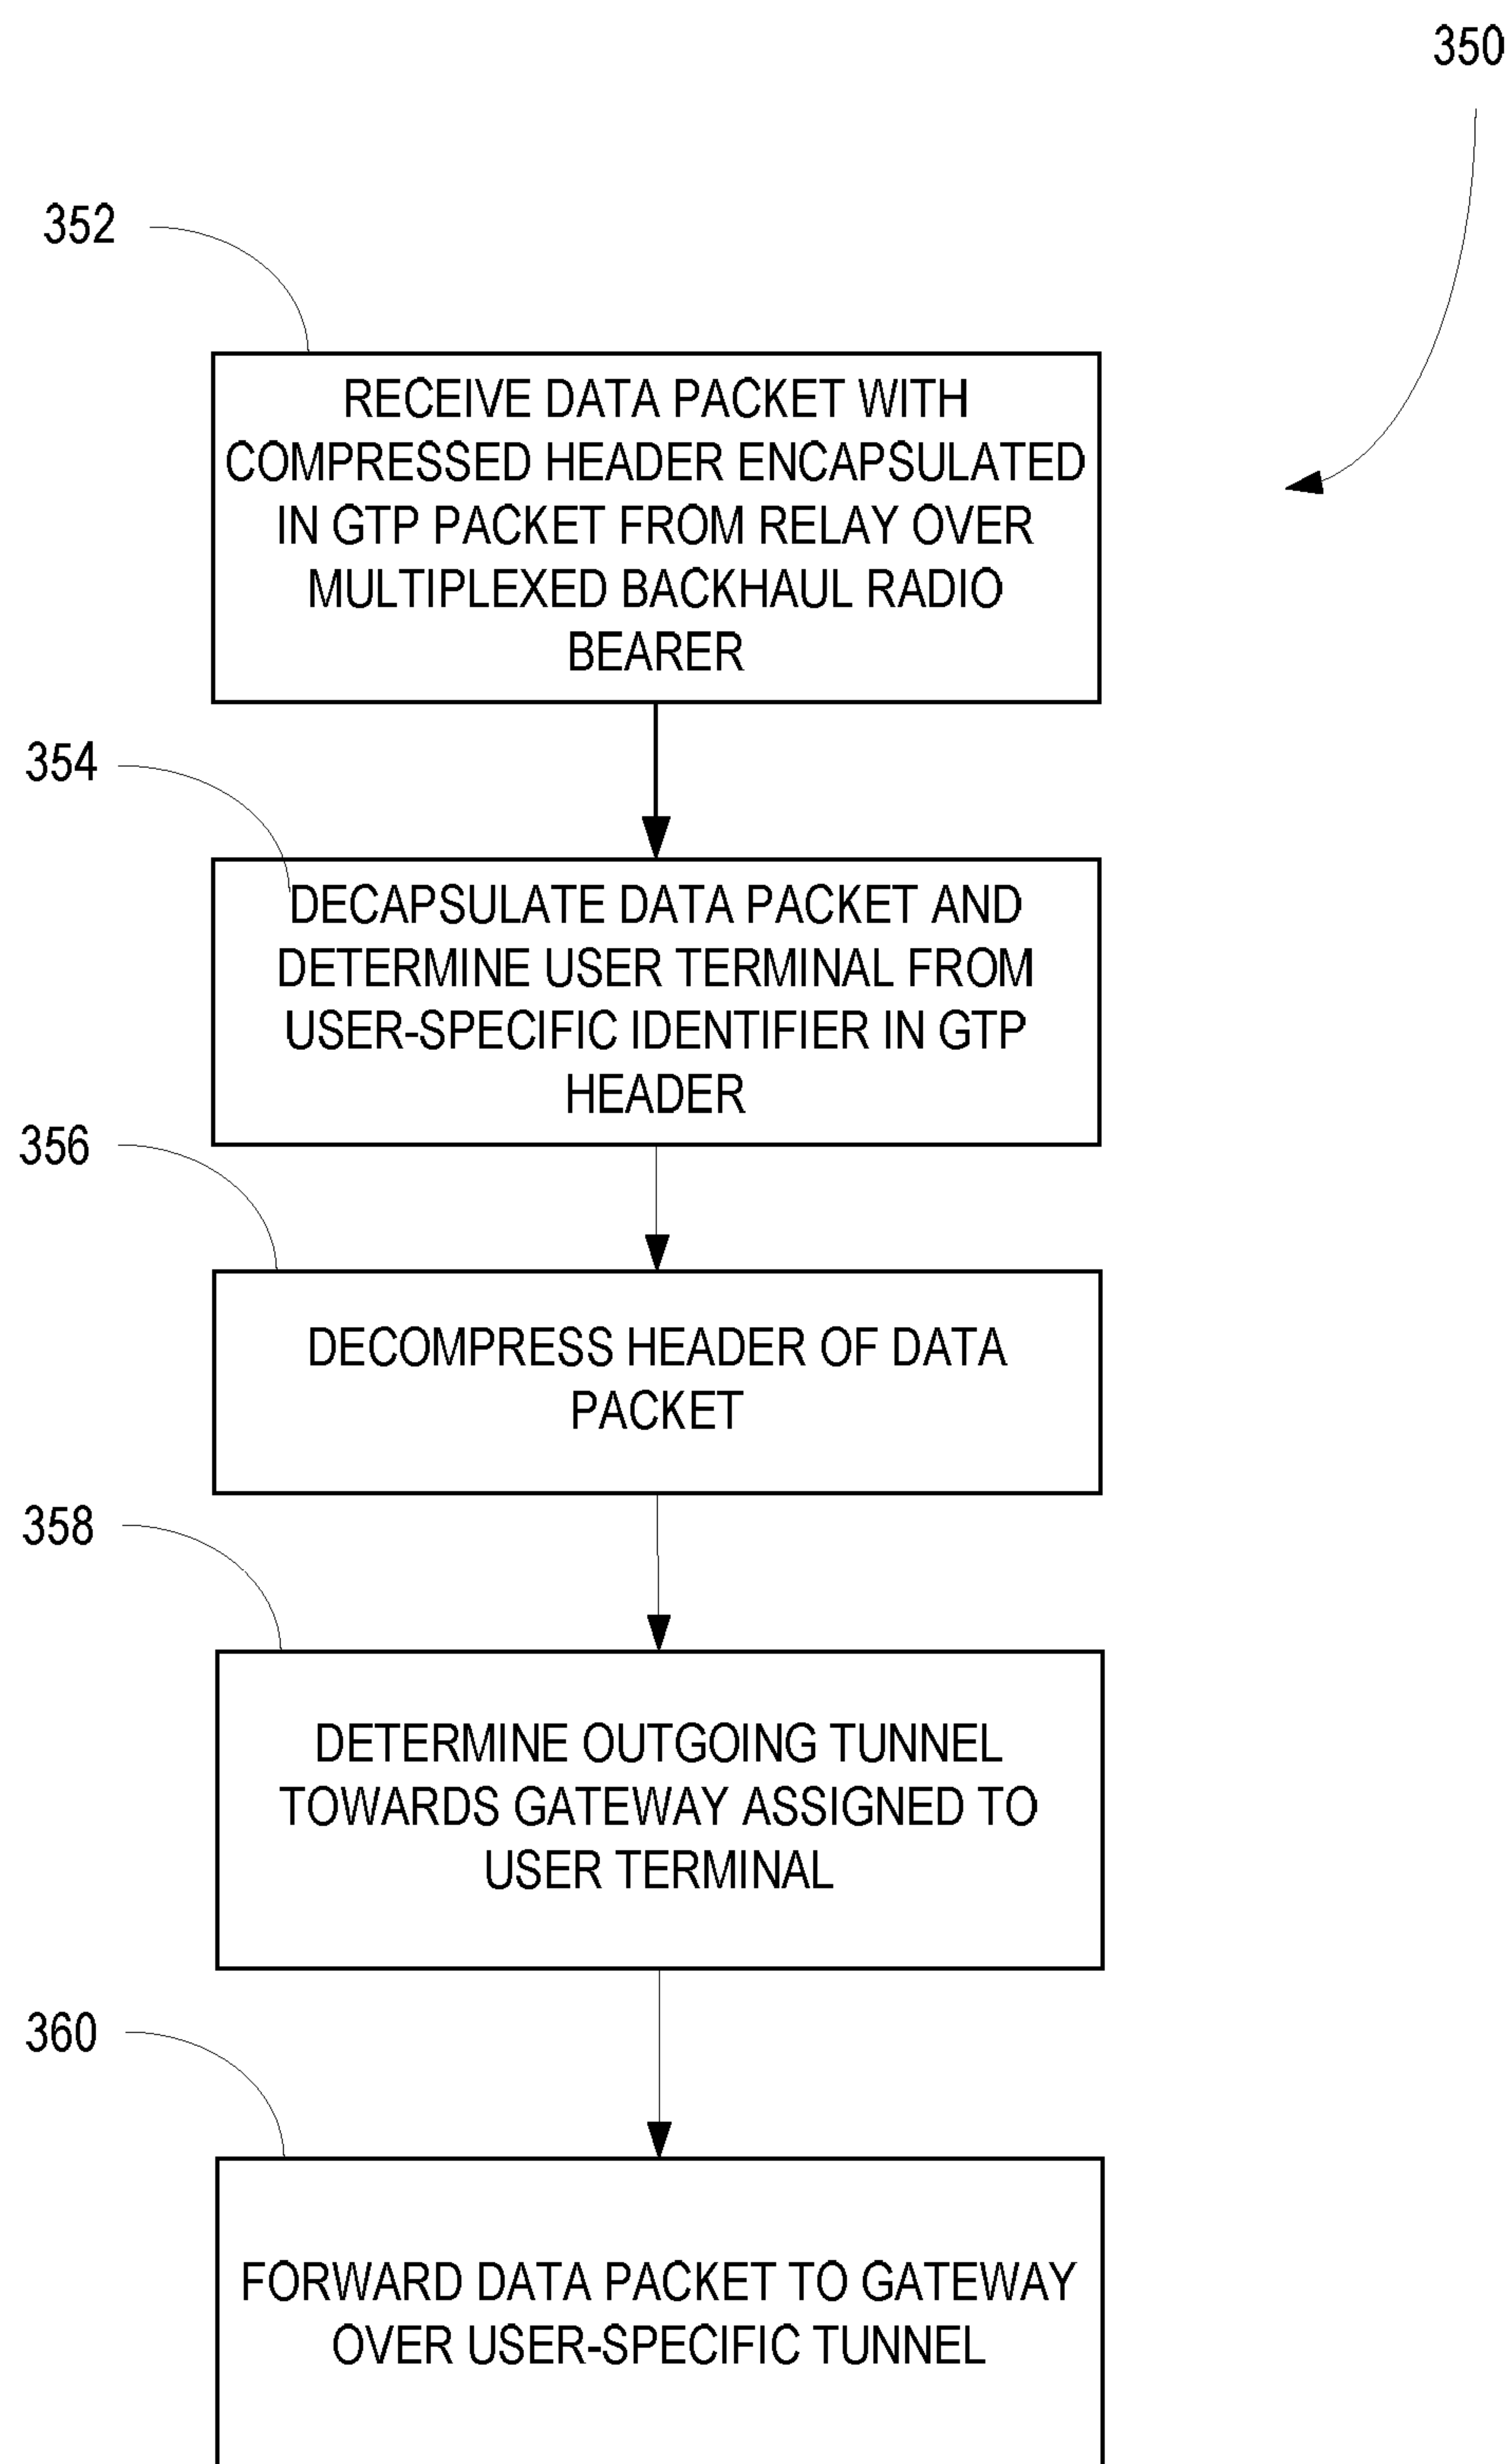 350
352
RECEIVE DATA PACKET WITH
COMPRESSED HEADER ENCAPSULATED
IN GTP PACKET FROM RELAY OVER
MULTIPLEXED BACKHAUL RADIO
BEARER
354
DECAPSULATE DATA PACKET AND
DETERMINE USER TERMINAL FROM
USER-SPECIFIC IDENTIFIER IN GTP
HEADER
356
DECOMPRESS HEADER OF DATA
PACKET
358
DETERMINE OUTGOING TUNNEL
TOWARDS GATEWAY ASSIGNED TO
USER TERMINAL
360
FORWARD DATA PACKET TO GATEWAY
OVER USER-SPECIFIC TUNNEL